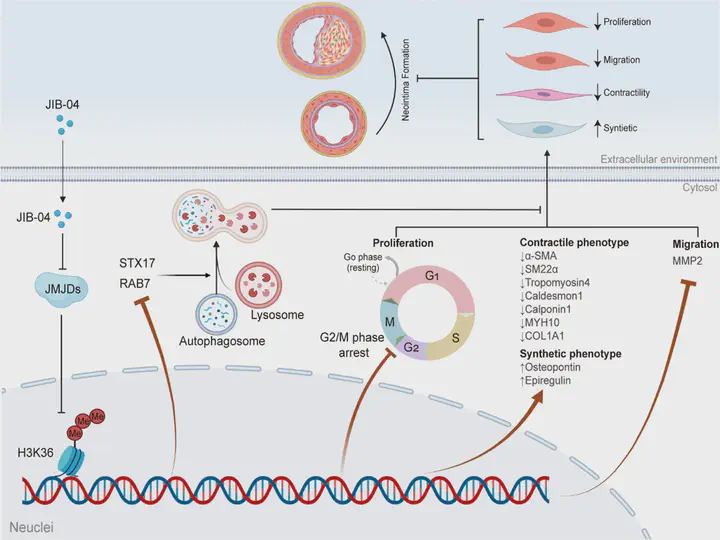 JIB-04
Neointima Formation
Proliferation
Migration
Contractility
Syntietic
Extracellular environment
Cytosol
JIB-04
JMJDs
STX17
RAB7
Lysosome
Autophagosome
Proliferation
Go phase
(resting)
G1
M
G2
S
G2/M phase
arrest
Contractile phenotype
↓α-SMA
↓SM22α
↓Tropomyosin4
↓Caldesmon1
↓Calponin1
↓MYH10
↓COL1A1
Synthetic phenotype
↑Osteopontin
↑Epiregulin
Migration
MMP2
Me
Me
Me
H3K36
Neuclei